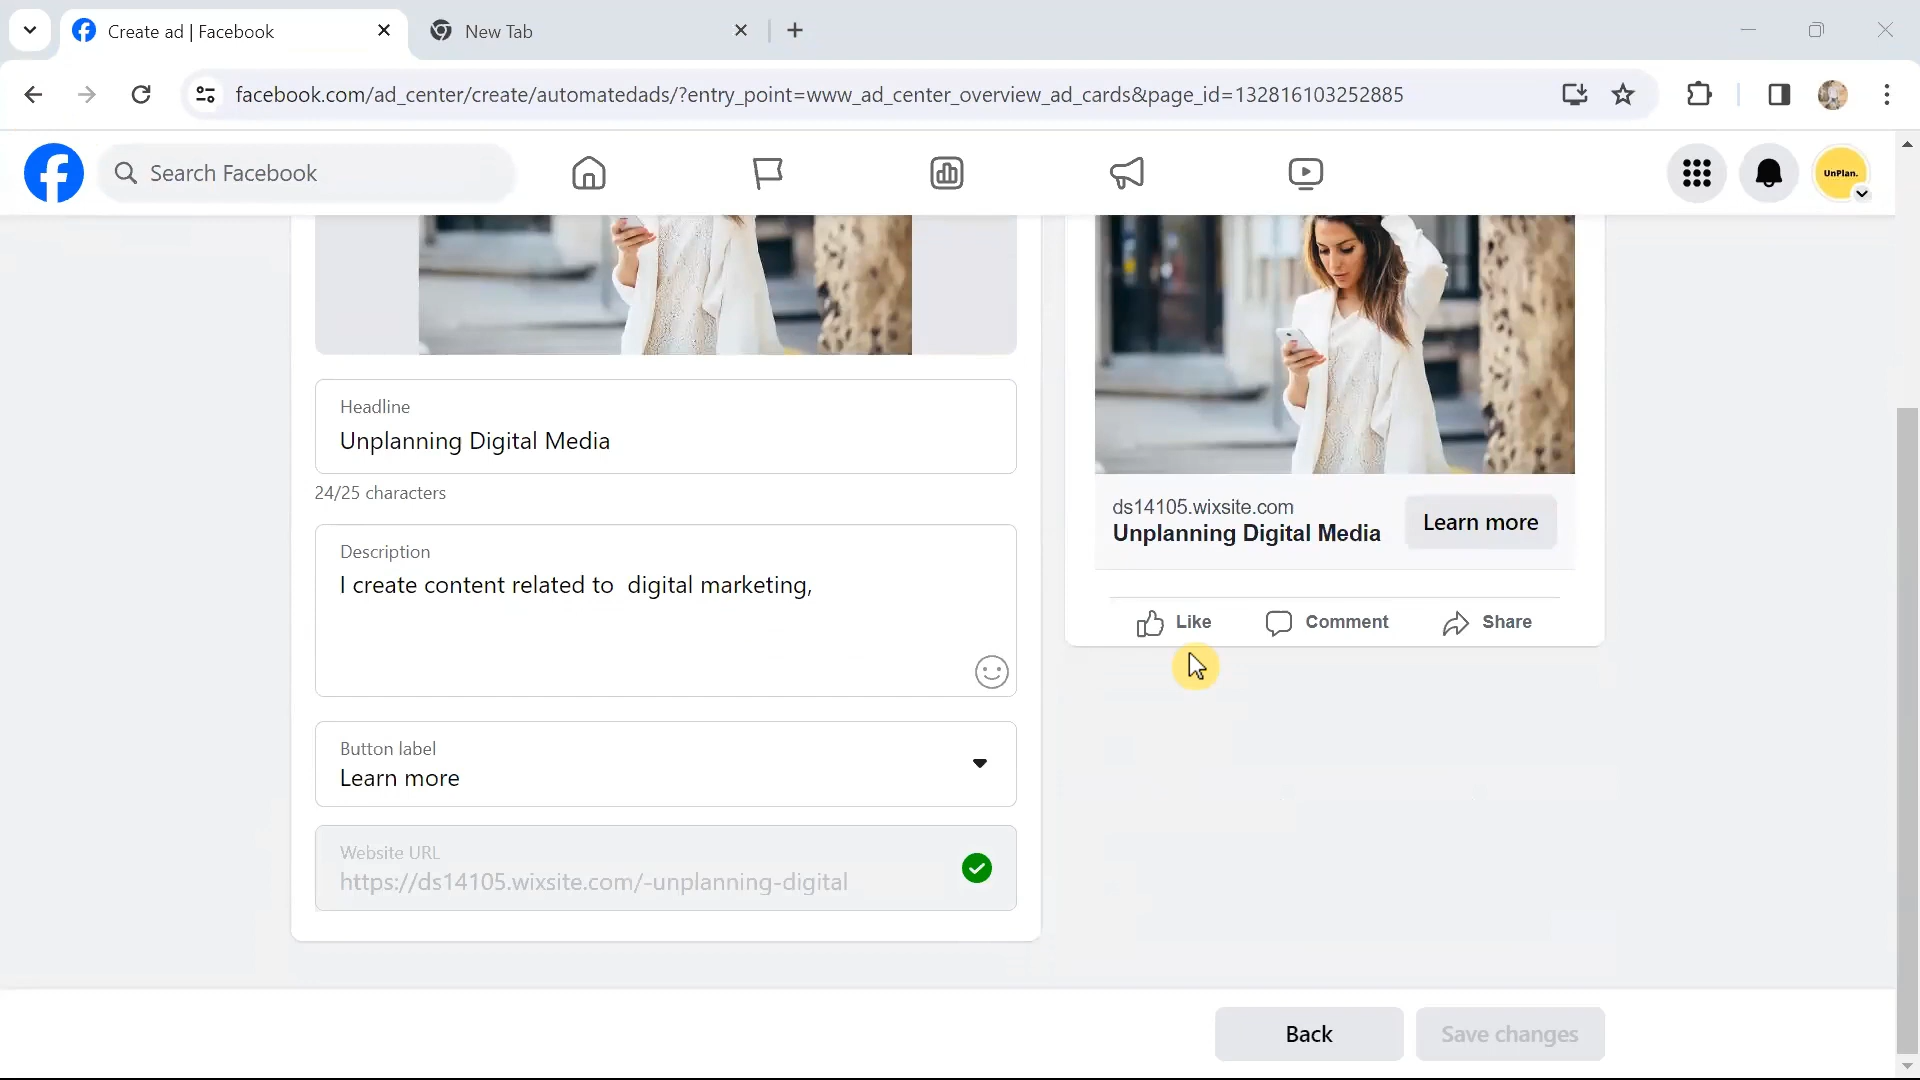 Create ad | Facebook
New Tab
facebook.com/ad_center/create/automatedads/?entry_point=www_ad_center_overview_ad_cards&page_id=132816103252885
Search Facebook
UnPlan.
Headline
Unplanning Digital Media
24/25 characters
Description
I create content related to  digital marketing,
Button label
Learn more
Website URL
https://ds14105.wixsite.com/-unplanning-digital
ds14105.wixsite.com
Unplanning Digital Media
Learn more
Like
Comment
Share
Back
Save changes